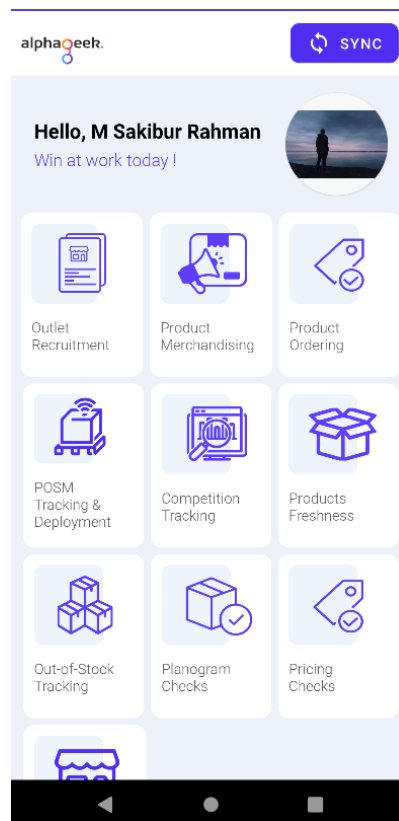 alphageek.
SYNC
Hello, M Sakibur Rahman
Win at work today !
Outlet
Recruitment
Product
Merchandising
Product
Ordering
POSM
Tracking &
Deployment
Competition
Tracking
Products
Freshness
Out-of-Stock
Tracking
Planogram
Checks
Pricing
Checks